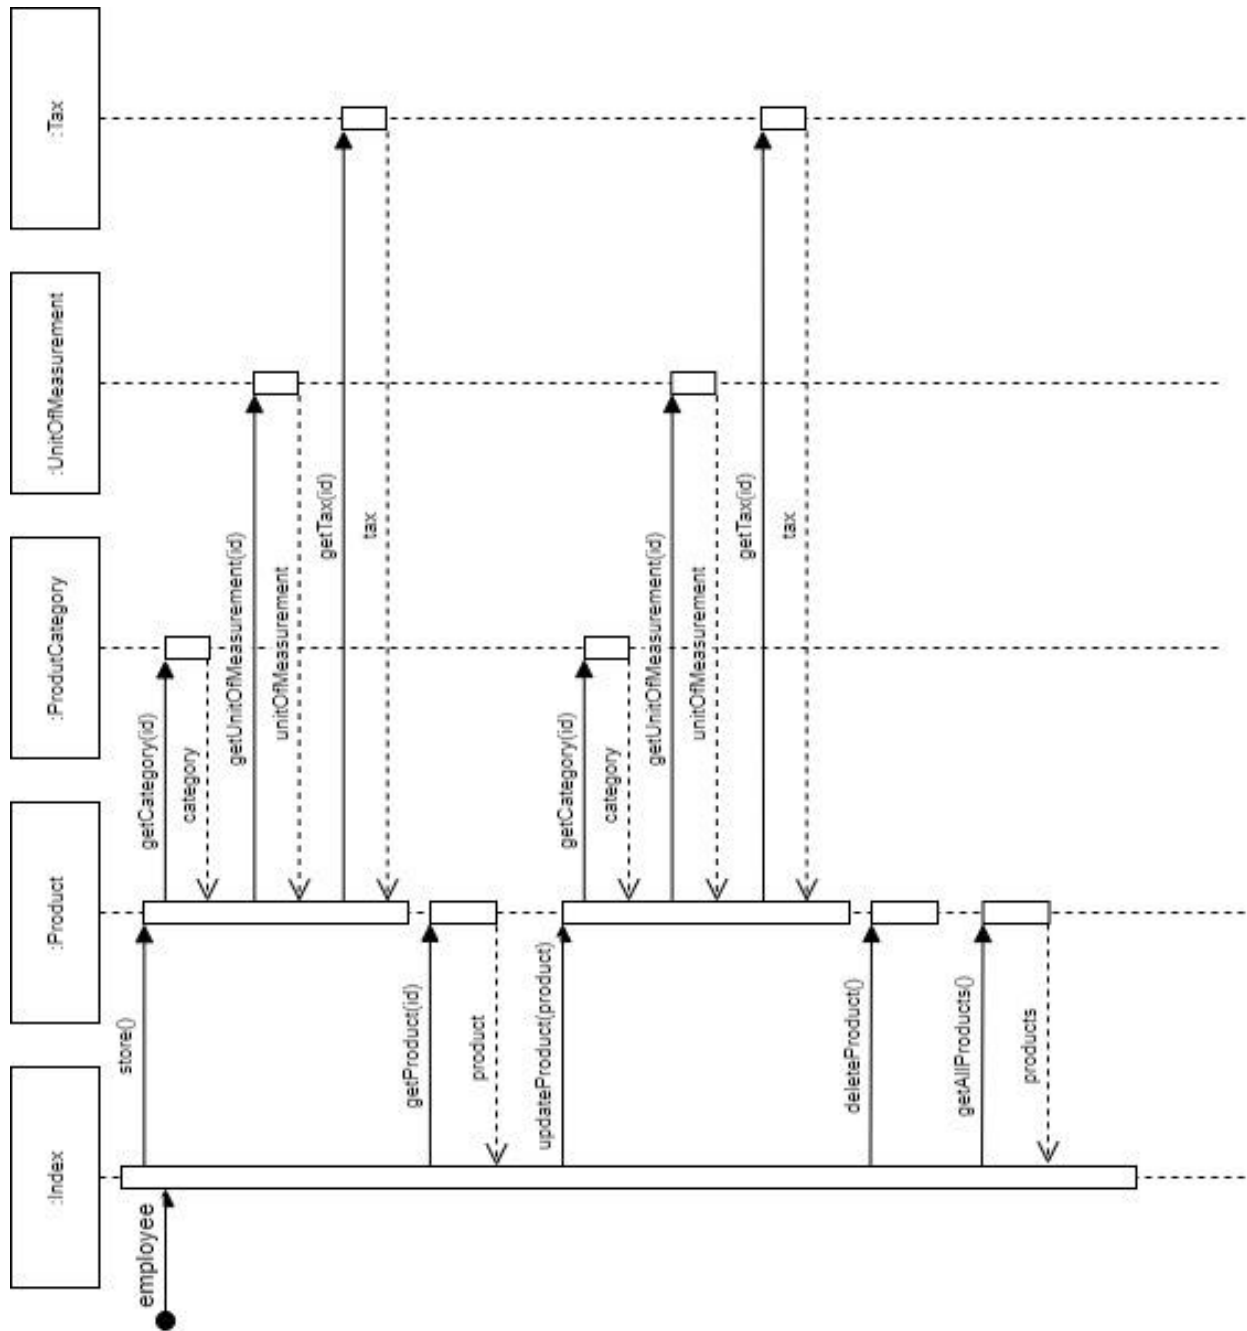 :Index
:Product
:ProdutCategory
:UnitOfMeasurement
:Tax
employee
store()
getCategory(id)
category
getUnitOfMeasurement(id)
unitOfMeasurement
getTax(id)
tax
getProduct(id)
product
updateProduct(product)
getCategory(id)
category
getUnitOfMeasurement(id)
unitOfMeasurement
getTax(id)
tax
deleteProduct()
getAllProducts()
products